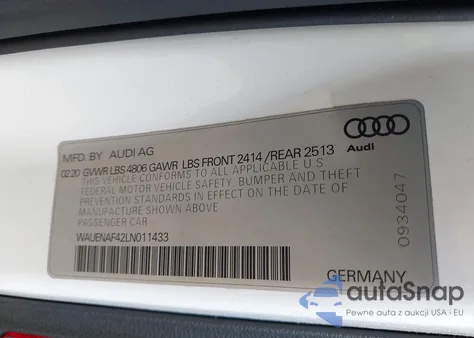 MFD. BY AUDI AG
02.20 GVWR LBS 4806 GAWR LBS FRONT 2414 /REAR 2513
THIS VEHICLE CONFORMS TO ALL APPLICABLE U.S.
FEDERAL MOTOR VEHICLE SAFETY, BUMPER AND THEFT
PREVENTION STANDARDS IN EFFECT ON THE DATE OF
MANUFACTURE SHOWN ABOVE.
PASSENGER CAR
WAUENAF42LN011433
Audi
0934047
GERMANY
autoSnap
Pewne auta z aukcji USA i EU